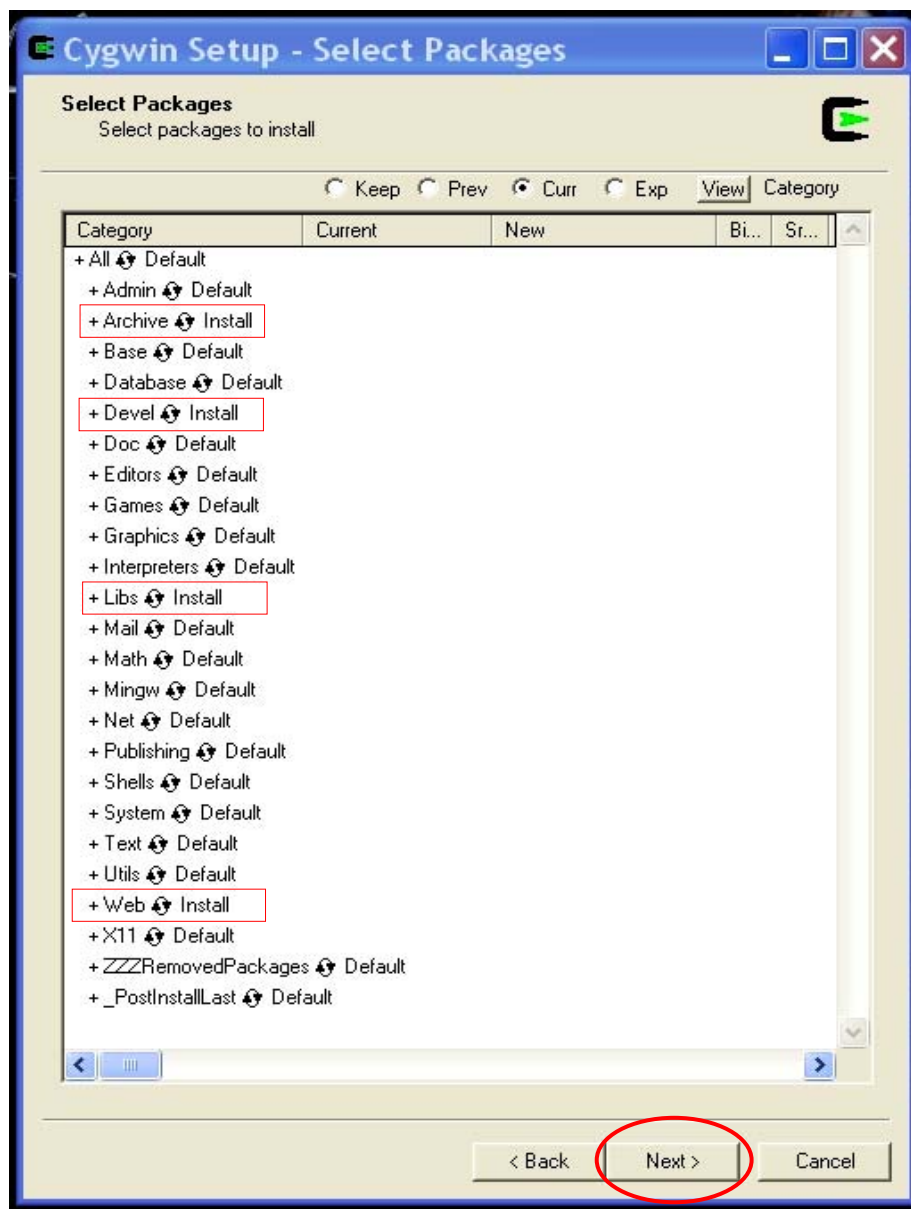 Cygwin Setup - Select Packages
Select Packages
Select packages to install
Keep Prev Curr Exp View Category
Category Current New Bi... Sr...
+ All Default
+ Admin Default
+ Archive Install
+ Base Default
+ Database Default
+ Devel Install
+ Doc Default
+ Editors Default
+ Games Default
+ Graphics Default
+ Interpreters Default
+ Libs Install
+ Mail Default
+ Math Default
+ Mingw Default
+ Net Default
+ Publishing Default
+ Shells Default
+ System Default
+ Text Default
+ Utils Default
+ Web Install
+ X11 Default
+ ZZZRemovedPackages Default
+ _PostInstallLast Default
< Back Next > Cancel